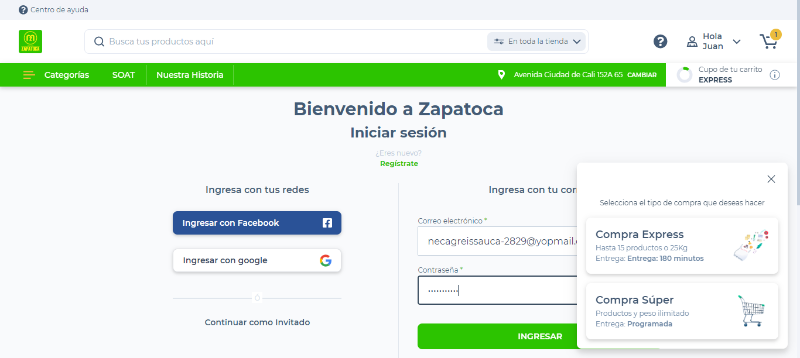 Centro de ayuda
ZAPATOCA
Busca tus productos aquí
En toda la tienda
Hola
Juan
1
Categorías
SOAT
Nuestra Historia
Avenida Ciudad de Cali 152A 65 CAMBIAR
Cupo de tu carrito
EXPRESS
Bienvenido a Zapatoca
Iniciar sesión
¿Eres nuevo?
Regístrate
Ingresa con tus redes
Ingresar con Facebook
Ingresar con google
O
Continuar como Invitado
Ingresa con tu cor
Correo electrónico *
necagreissauca-2829@yopmail.
Contraseña *
INGRESAR
Selecciona el tipo de compra que deseas hacer
Compra Express
Hasta 15 productos o 25Kg
Entrega: Entrega: 180 minutos
Compra Súper
Productos y peso ilimitado
Entrega: Programada